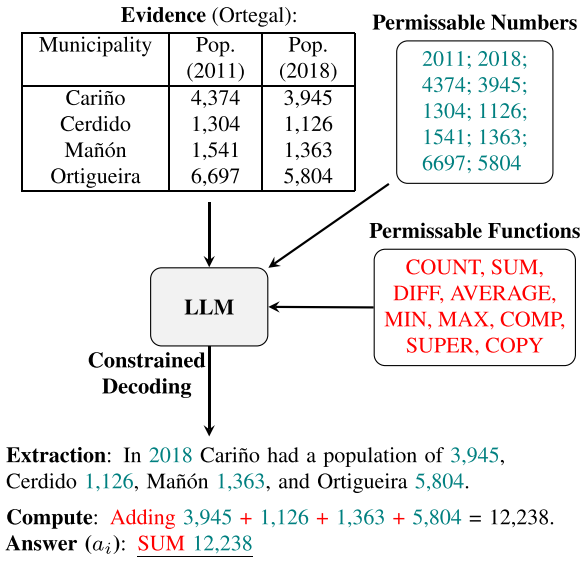 Evidence (Ortegal):
Municipality Pop. (2011) Pop. (2018)
Cariño 4,374 3,945
Cerdido 1,304 1,126
Mañón 1,541 1,363
Ortigueira 6,697 5,804
Permissable Numbers
2011; 2018;
4374; 3945;
1304; 1126;
1541; 1363;
6697; 5804
Permissable Functions
COUNT, SUM,
DIFF, AVERAGE,
MIN, MAX, COMP,
SUPER, COPY
LLM
Constrained
Decoding
Extraction: In 2018 Cariño had a population of 3,945,
Cerdido 1,126, Mañón 1,363, and Ortigueira 5,804.
Compute: Adding 3,945 + 1,126 + 1,363 + 5,804 = 12,238.
Answer (aᵢ): SUM 12,238